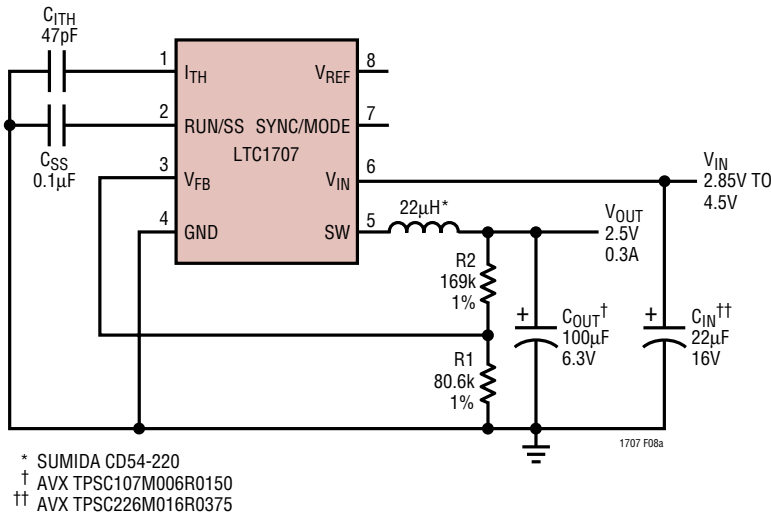 C_ITH
47pF
1
I_TH
V_REF
8
2
RUN/SS
SYNC/MODE
7
LTC1707
C_SS
0.1µF
3
V_FB
V_IN
6
V_IN
2.85V TO
4.5V
4
GND
SW
5
22µH*
V_OUT
2.5V
0.3A
R2
169k
1%
+
C_OUT†
100µF
6.3V
+
C_IN††
22µF
16V
R1
80.6k
1%
1707 F08a
* SUMIDA CD54-220
† AVX TPSC107M006R0150
†† AVX TPSC226M016R0375